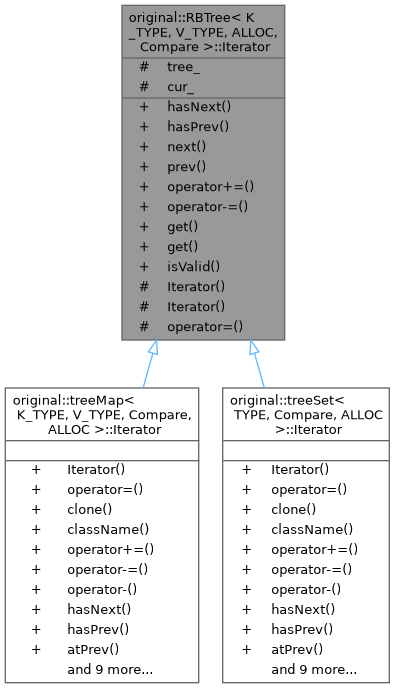 original::RBTree< K
_TYPE, V_TYPE, ALLOC,
Compare >::Iterator
# tree_
# cur_
+ hasNext()
+ hasPrev()
+ next()
+ prev()
+ operator+=()
+ operator-=()
+ get()
+ get()
+ isValid()
# Iterator()
# Iterator()
# operator=()
original::treeMap<
K_TYPE, V_TYPE, Compare,
ALLOC >::Iterator
+ Iterator()
+ operator=()
+ clone()
+ className()
+ operator+=()
+ operator-=()
+ operator-()
+ hasNext()
+ hasPrev()
+ atPrev()
and 9 more...
original::treeSet<
TYPE, Compare, ALLOC
>::Iterator
+ Iterator()
+ operator=()
+ clone()
+ className()
+ operator+=()
+ operator-=()
+ operator-()
+ hasNext()
+ hasPrev()
+ atPrev()
and 9 more...